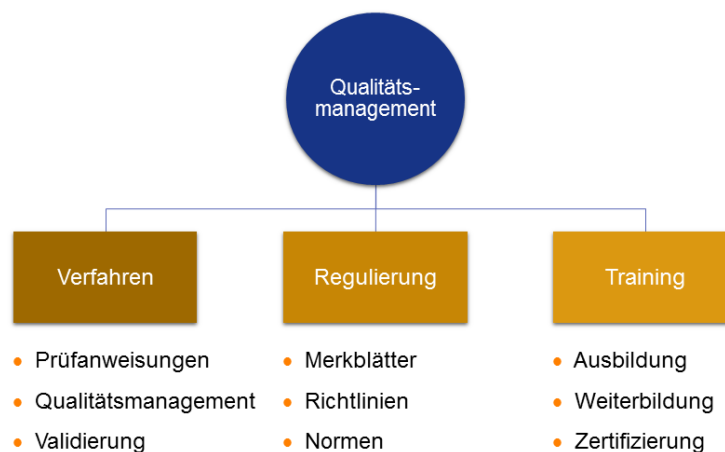 Qualitäts-
management
Verfahren
Regulierung
Training
Prüfanweisungen
Qualitätsmanagement
Validierung
Merkblätter
Richtlinien
Normen
Ausbildung
Weiterbildung
Zertifizierung